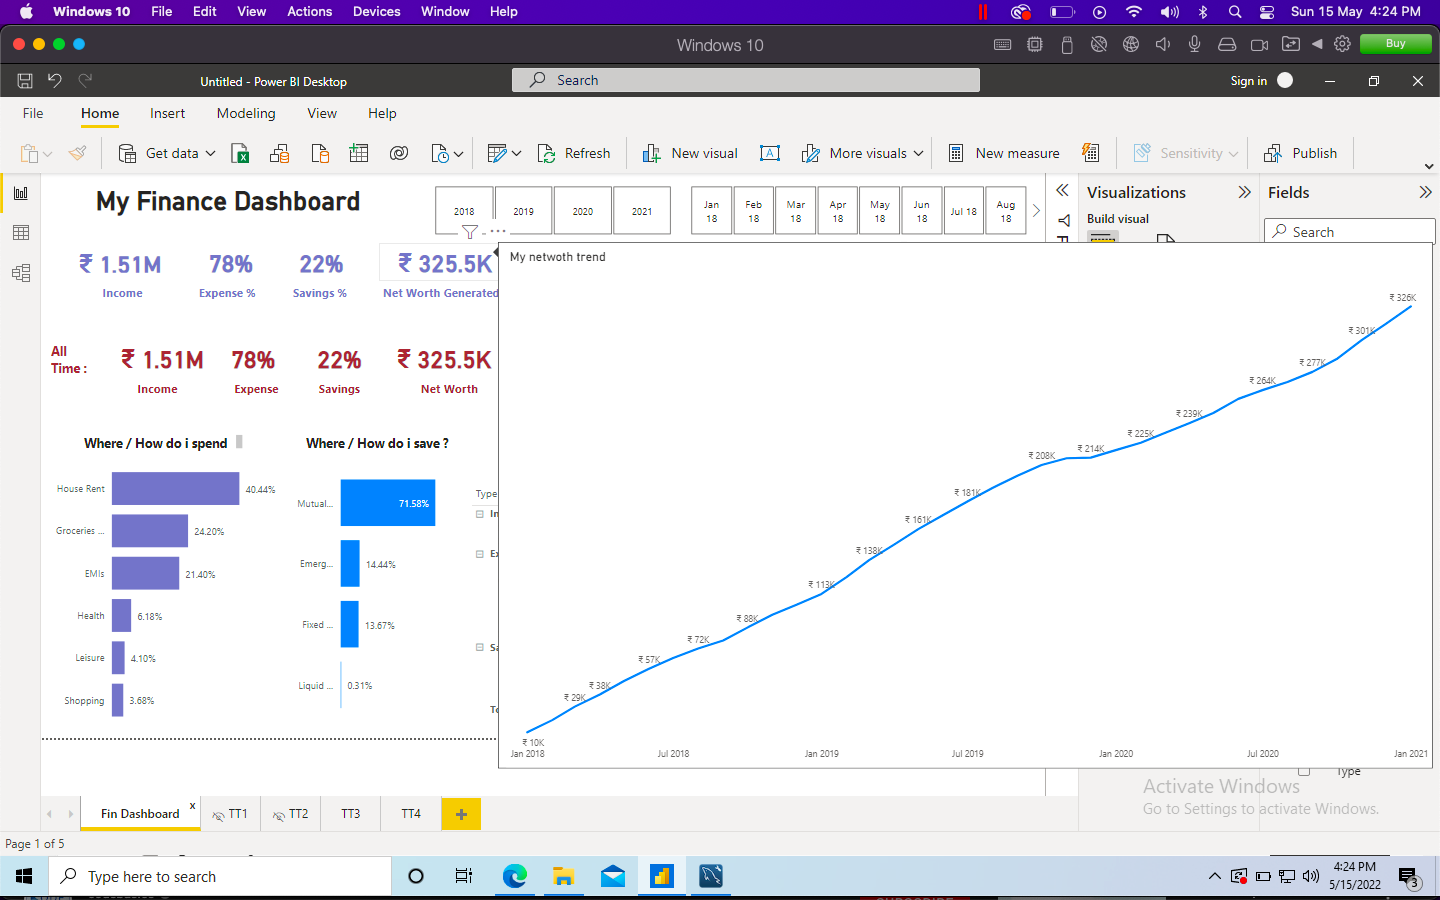 Windows 10 File Edit View Actions Devices Window Help Sun 15 May 4:24 PM
Windows 10 Buy
Untitled - Power BI Desktop Search Sign in
File Home Insert Modeling View Help
Get data Refresh New visual More visuals New measure Sensitivity Publish
My Finance Dashboard
2018 2019 2020 2021
Jan 18 Feb 18 Mar 18 Apr 18 May 18 Jun 18 Jul 18 Aug 18
Visualizations
Build visual
Fields
Search
₹ 1.51M 78% 22% ₹ 325.5K
Income Expense % Savings % Net Worth Generated
All Time :
₹ 1.51M 78% 22% ₹ 325.5K
Income Expense Savings Net Worth
Where / How do i spend
House Rent 40.44%
Groceries ... 24.20%
EMIs 21.40%
Health 6.18%
Leisure 4.10%
Shopping 3.68%
Where / How do i save ?
Mutual... 71.58%
Emerg... 14.44%
Fixed ... 13.67%
Liquid ... 0.31%
Type
In
My netwoth trend
₹ 10K
₹ 29K
₹ 38K
₹ 57K
₹ 72K
₹ 88K
₹ 113K
₹ 138K
₹ 161K
₹ 181K
₹ 208K
₹ 214K
₹ 225K
₹ 239K
₹ 264K
₹ 277K
₹ 301K
₹ 326K
Jan 2018 Jul 2018 Jan 2019 Jul 2019 Jan 2020 Jul 2020 Jan 2021
Type
Activate Windows
Go to Settings to activate Windows.
Fin Dashboard x TT1 TT2 TT3 TT4 +
Page 1 of 5
Type here to search
4:24 PM
5/15/2022
3